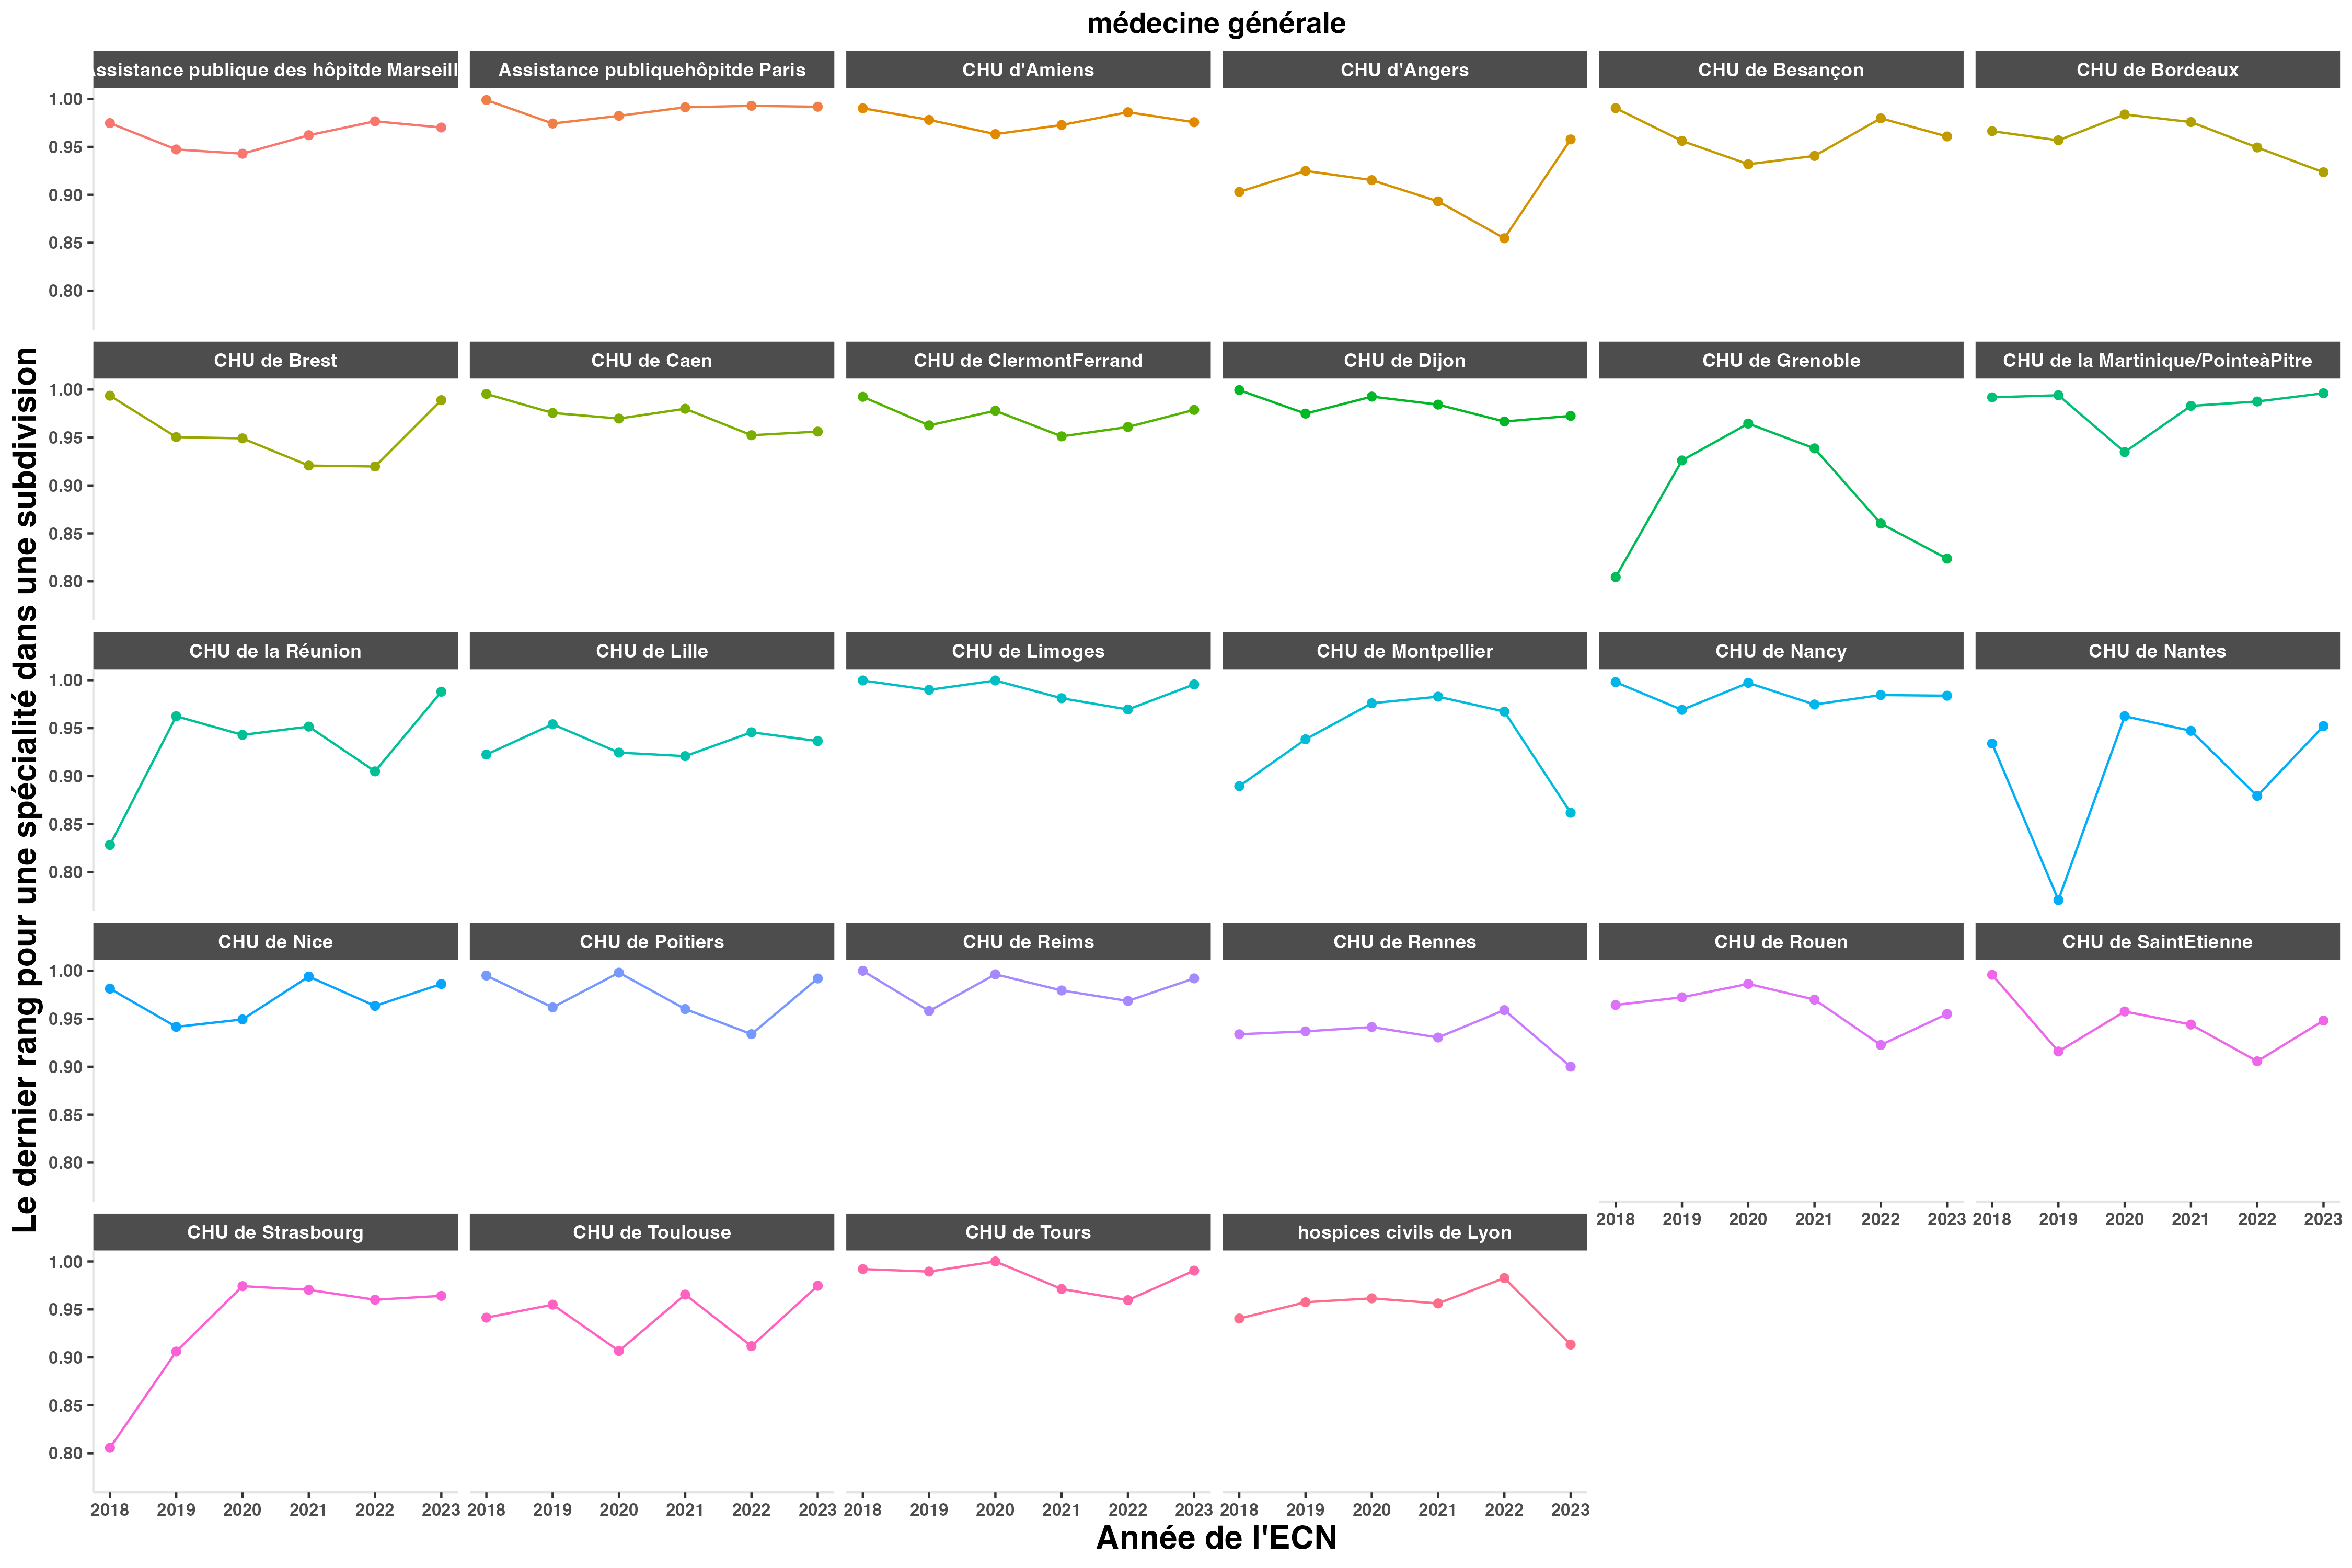 médecine générale
Assistance publique des hôpitde Marseill
Assistance publiquehôpitde Paris
CHU d'Amiens
CHU d'Angers
CHU de Besançon
CHU de Bordeaux
1.00
0.95
0.90
0.85
0.80
CHU de Brest
CHU de Caen
CHU de ClermontFerrand
CHU de Dijon
CHU de Grenoble
CHU de la Martinique/PointeàPitre
1.00
0.95
0.90
0.85
0.80
CHU de la Réunion
CHU de Lille
CHU de Limoges
CHU de Montpellier
CHU de Nancy
CHU de Nantes
1.00
0.95
0.90
0.85
0.80
CHU de Nice
CHU de Poitiers
CHU de Reims
CHU de Rennes
CHU de Rouen
CHU de SaintEtienne
1.00
0.95
0.90
0.85
0.80
2018 2019 2020 2021 2022 2023
2018 2019 2020 2021 2022 2023
CHU de Strasbourg
CHU de Toulouse
CHU de Tours
hospices civils de Lyon
1.00
0.95
0.90
0.85
0.80
2018 2019 2020 2021 2022 2023
2018 2019 2020 2021 2022 2023
2018 2019 2020 2021 2022 2023
2018 2019 2020 2021 2022 2023
Année de l'ECN
Le dernier rang pour une spécialité dans une subdivision